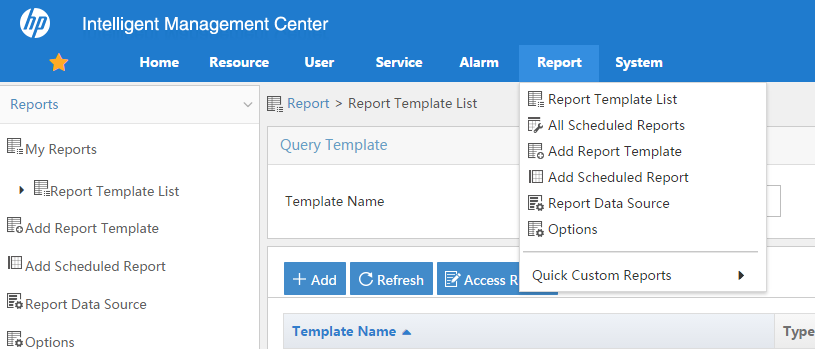 hp Intelligent Management Center
Home Resource User Service Alarm Report System
Reports
My Reports
Report Template List
Add Report Template
Add Scheduled Report
Report Data Source
Options
Report > Report Template List
Query Template
Template Name
Add Refresh Access R
Template Name Type
Report Template List
All Scheduled Reports
Add Report Template
Add Scheduled Report
Report Data Source
Options
Quick Custom Reports